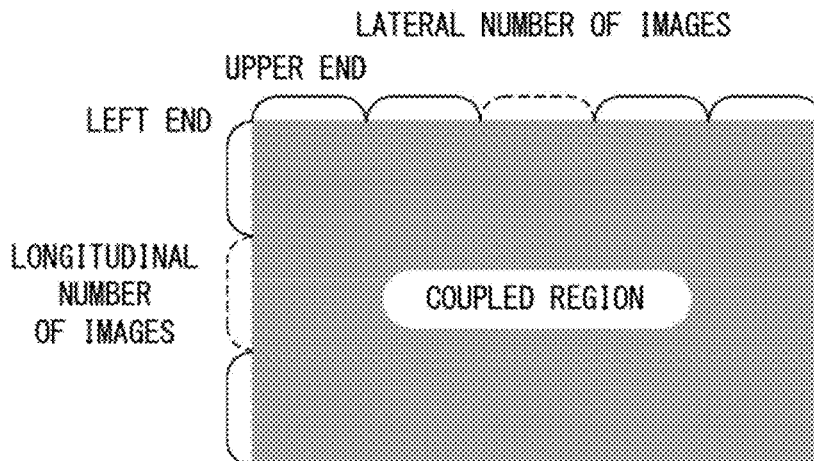 LATERAL NUMBER OF IMAGES
UPPER END
LEFT END
LONGITUDINAL
NUMBER
OF IMAGES
COUPLED REGION